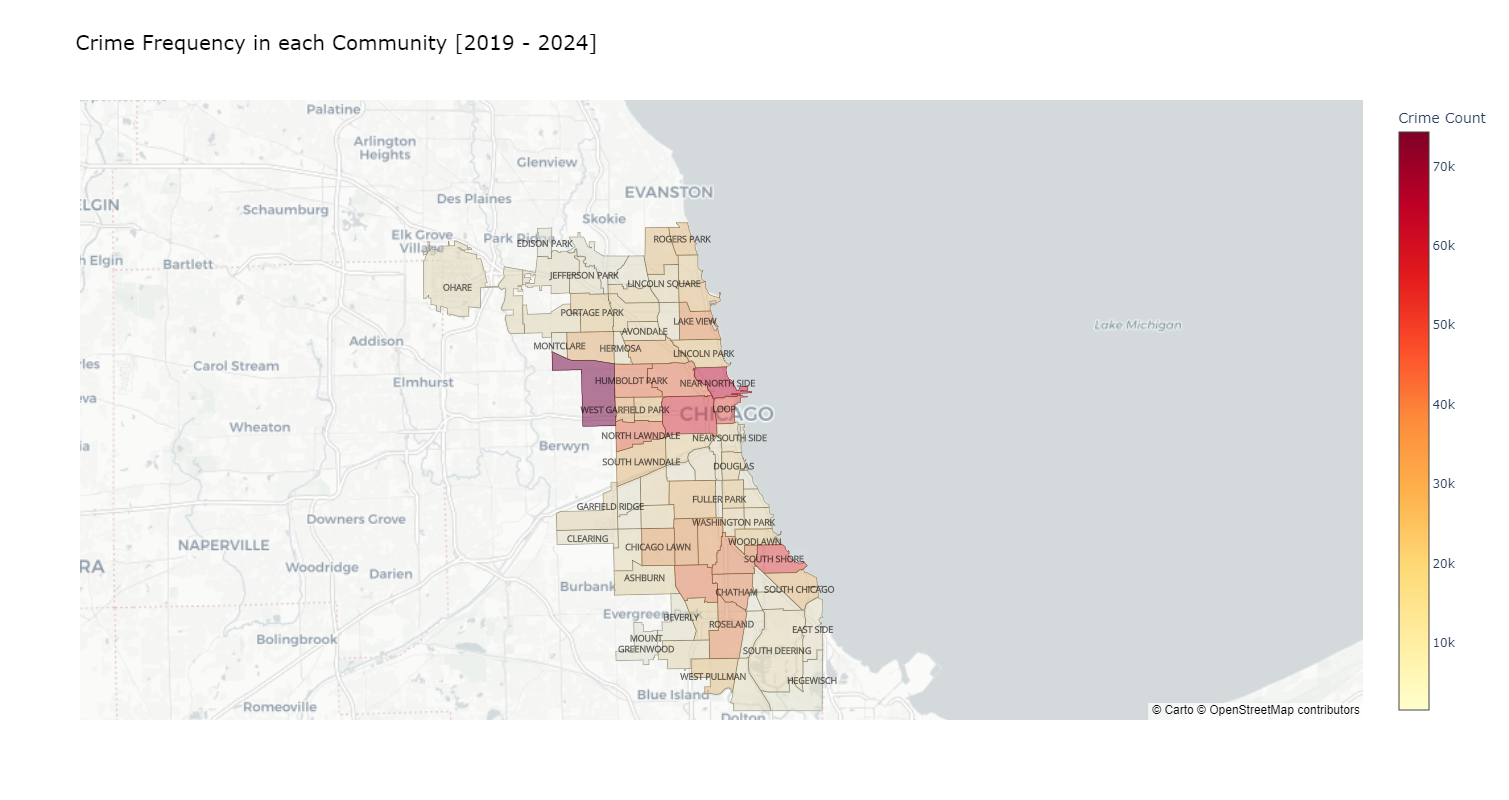 Crime Frequency in each Community [2019 - 2024]
Crime Count
70k
60k
50k
40k
30k
20k
10k
Palatine
Arlington
Heights
Glenview
EVANSTON
Des Plaines
Schaumburg
LGIN
Skokie
Elk Grove
Village
Park Ridge
EDISON PARK
ROGERS PARK
h Elgin
Bartlett
JEFFERSON PARK
LINCOLN SQUARE
OHARE
PORTAGE PARK
LAKE VIEW
Lake Michigan
AVONDALE
Addison
MONTCLARE
HERMOSA
LINCOLN PARK
les
Carol Stream
Elmhurst
HUMBOLDT PARK
NEAR NORTH SIDE
eva
WEST GARFIELD PARK
LOOP
CHICAGO
Wheaton
NORTH LAWNDALE
NEAR SOUTH SIDE
ia
Berwyn
SOUTH LAWNDALE
DOUGLAS
FULLER PARK
GARFIELD RIDGE
Downers Grove
WASHINGTON PARK
CLEARING
WOODLAWN
NAPERVILLE
CHICAGO LAWN
SOUTH SHORE
RA
Woodridge
Darien
ASHBURN
Burbank
CHATHAM
SOUTH CHICAGO
Evergreen Park
BEVERLY
ROSELAND
EAST SIDE
Bolingbrook
MOUNT
GREENWOOD
SOUTH DEERING
WEST PULLMAN
HEGEWISCH
Blue Island
Romeoville
Dolton
© Carto © OpenStreetMap contributors